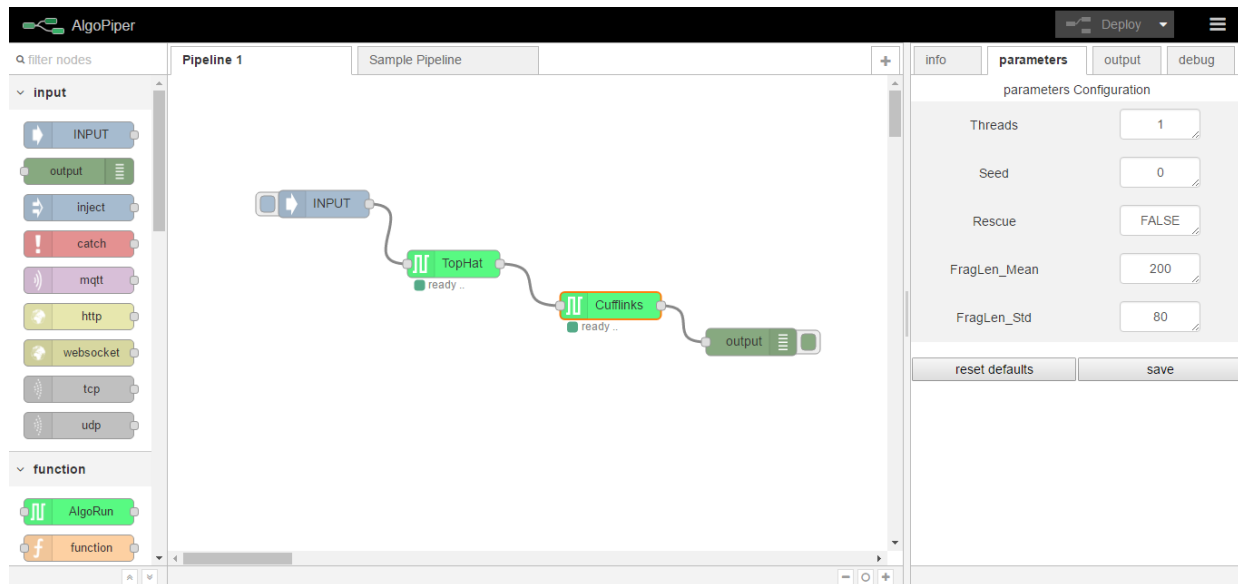 AlgoPiper
Deploy
filter nodes
input
INPUT
output
inject
catch
mqtt
http
websocket
tcp
udp
function
AlgoRun
function
Pipeline 1
Sample Pipeline
INPUT
TopHat
ready ..
Cufflinks
ready ..
output
info
parameters
output
debug
parameters Configuration
Threads
1
Seed
0
Rescue
FALSE
FragLen_Mean
200
FragLen_Std
80
reset defaults
save